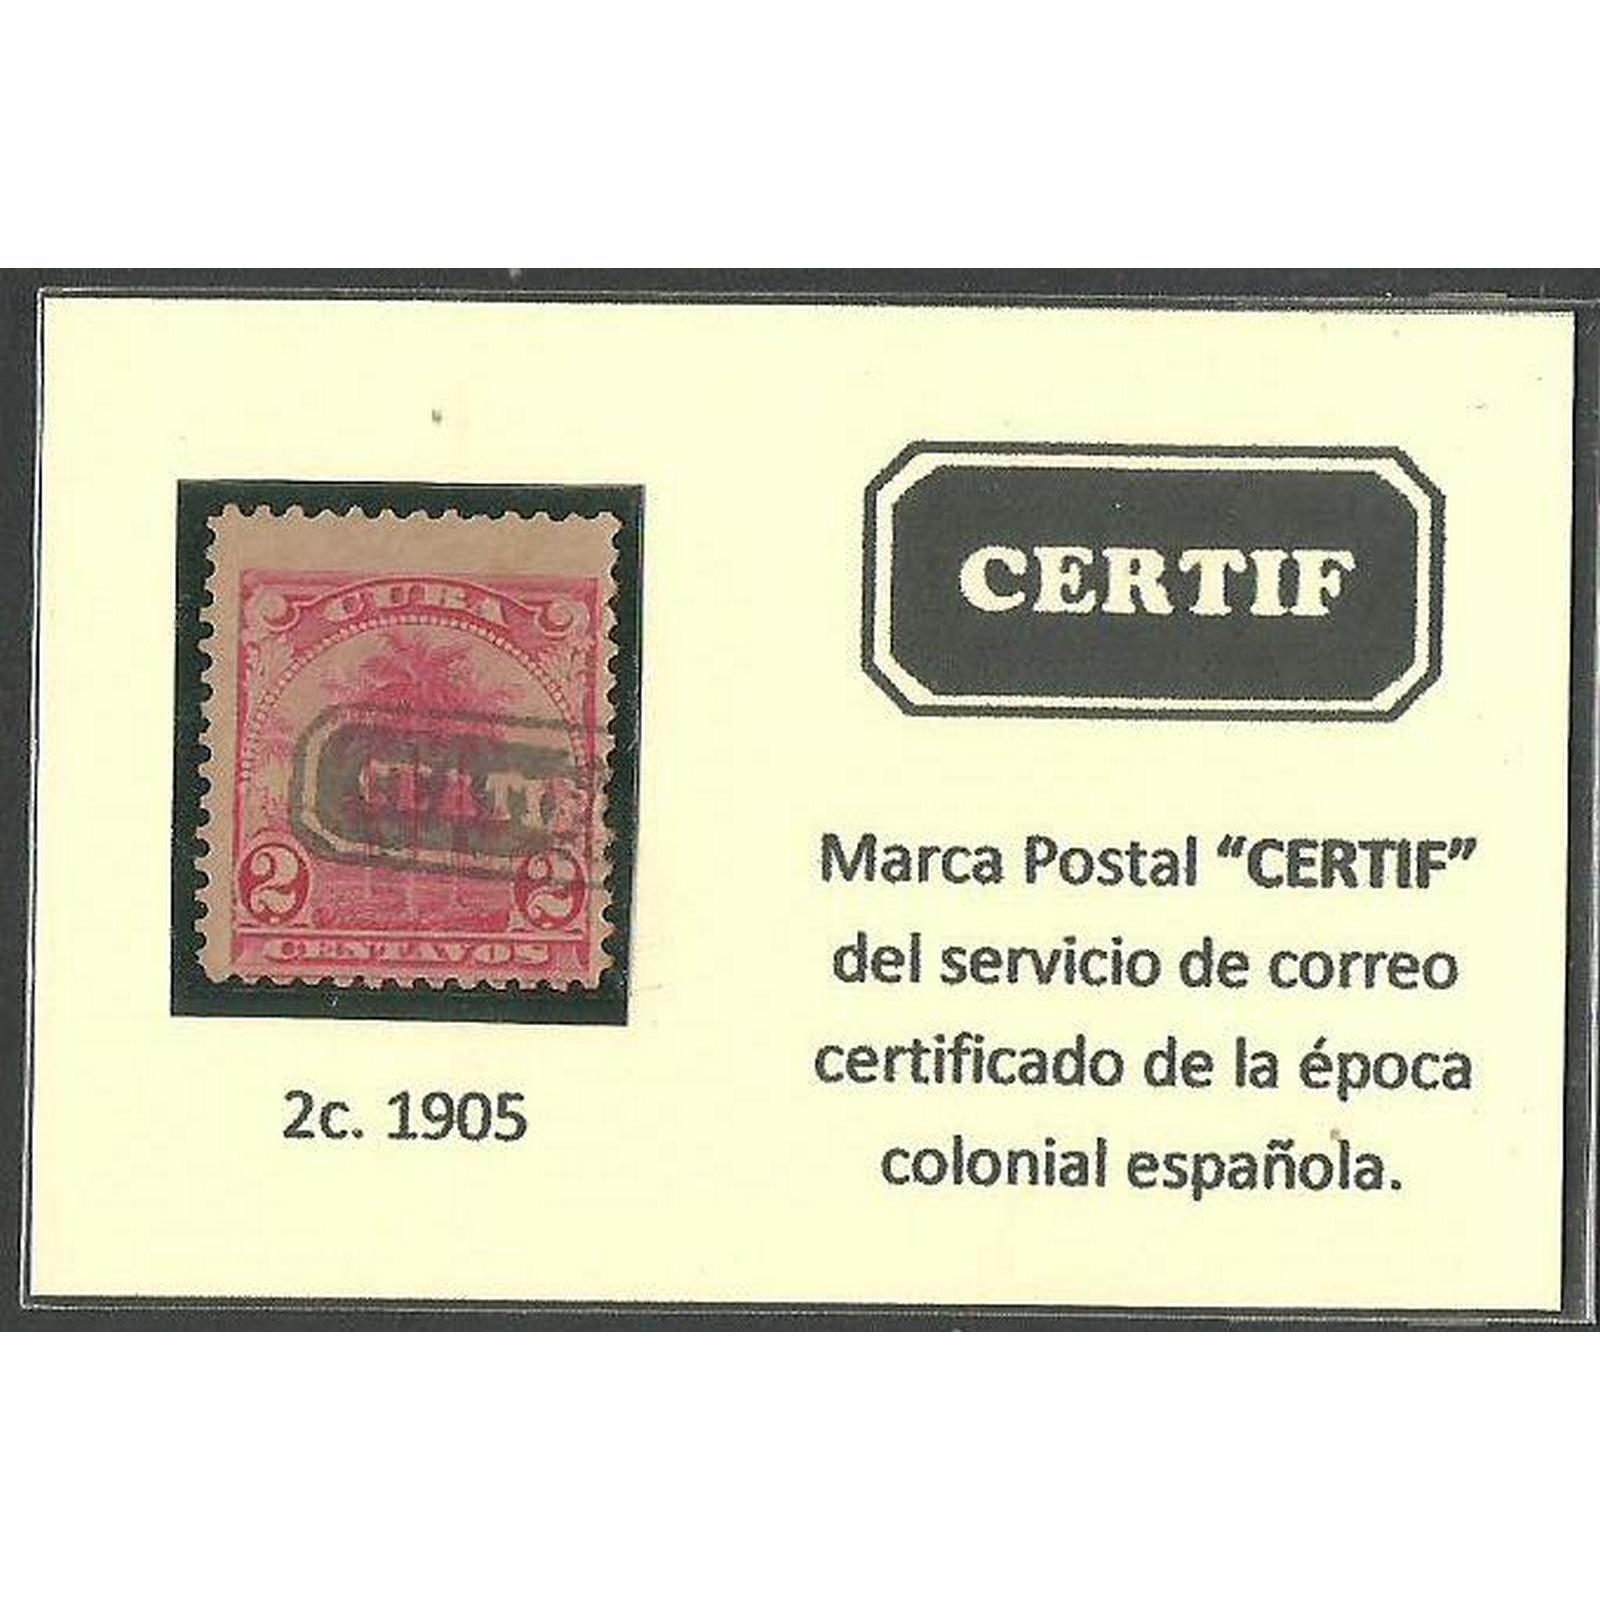 CUBA
2 2
CENTAVOS
2c. 1905
CERTIF
Marca Postal “CERTIF”
del servicio de correo
certificado de la época
colonial española.